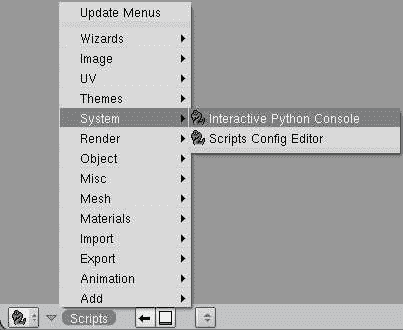 Update Menus
Wizards
Image
UV
Themes
System
Interactive Python Console
Render
Scripts Config Editor
Object
Misc
Mesh
Materials
Import
Export
Animation
Add
Scripts